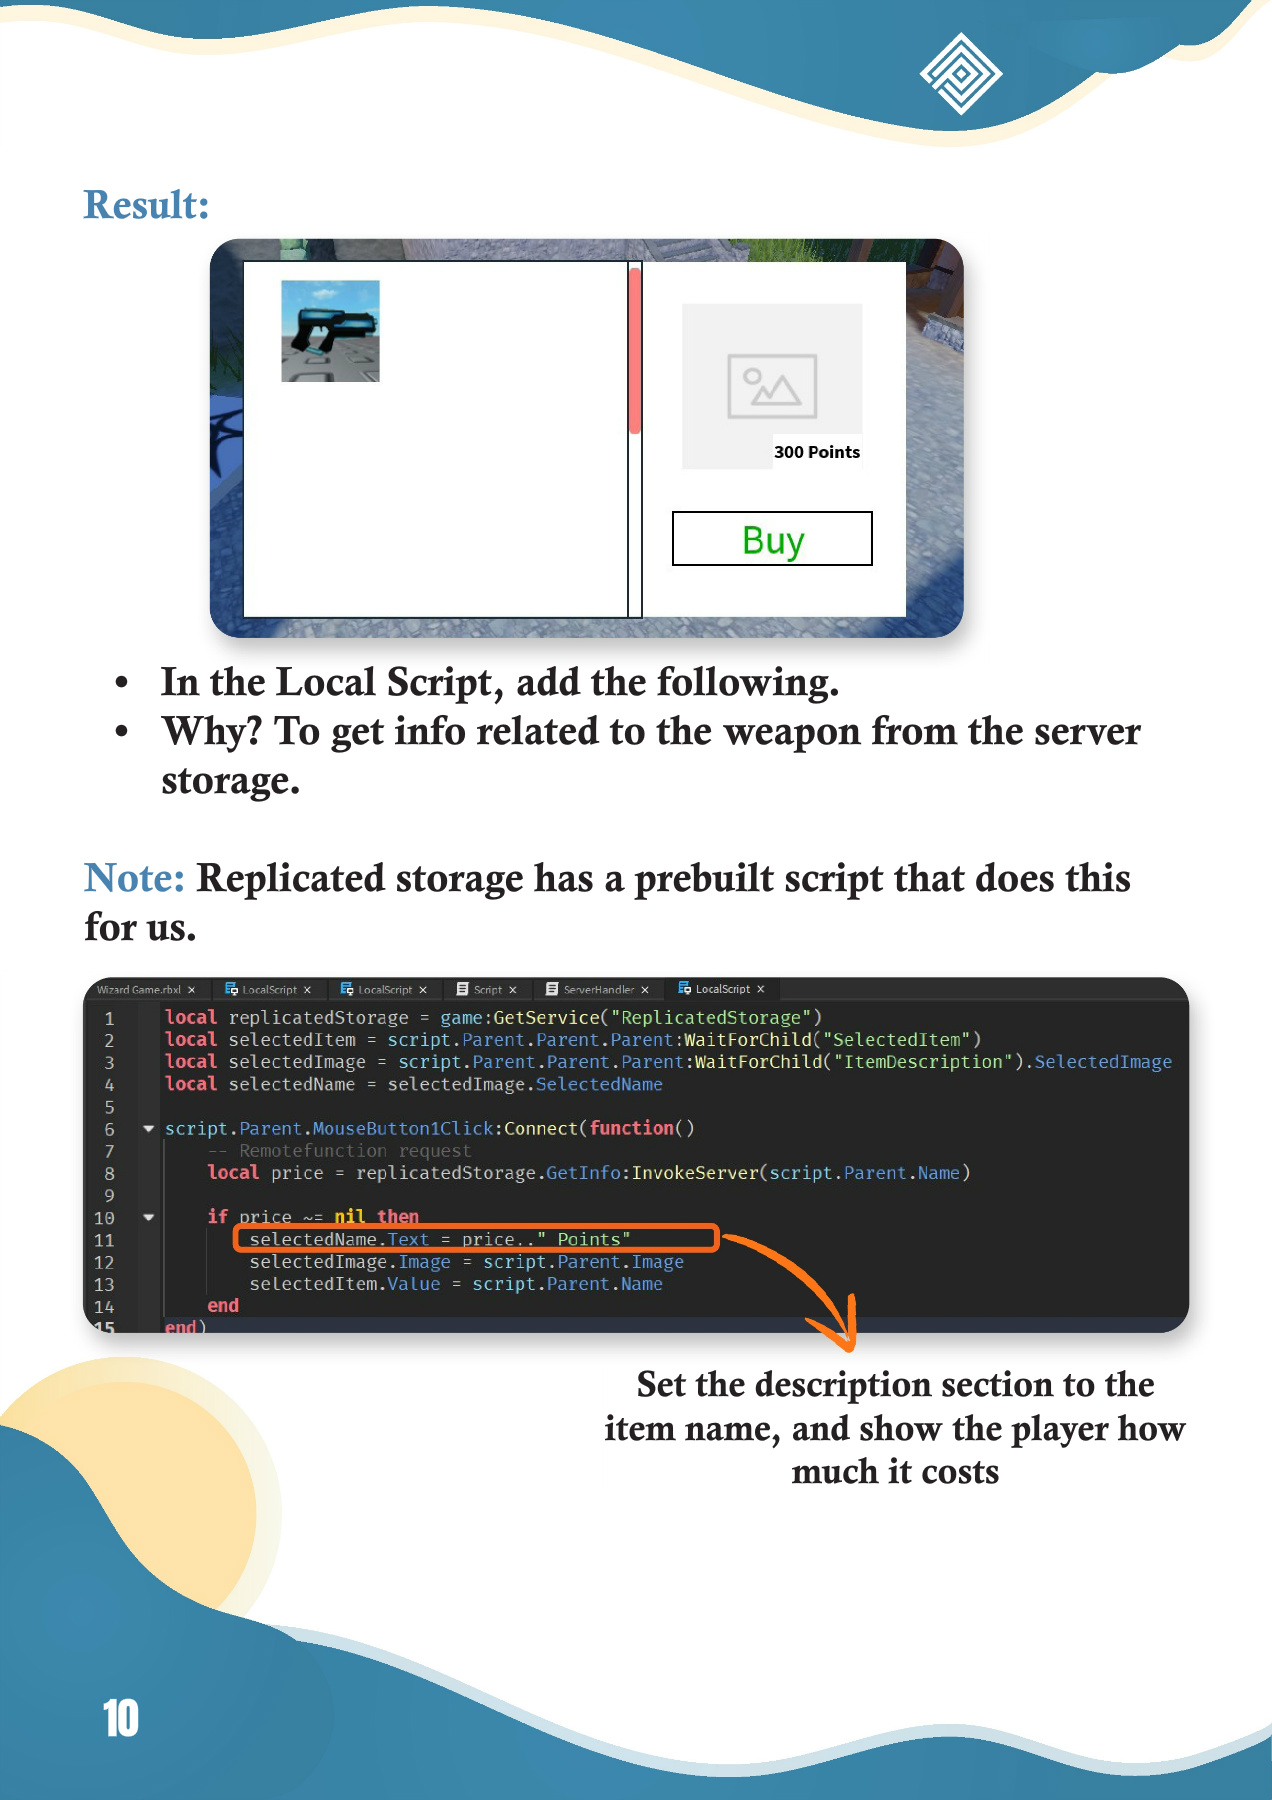 Result:
300 Points
Buy
• In the Local Script, add the following.
• Why? To get info related to the weapon from the server
storage.
Note: Replicated storage has a prebuilt script that does this
for us.
Wizard Game.rbxl × LocalScript × LocalScript × Script × ServerHandler × LocalScript ×
1 local replicatedStorage = game:GetService("ReplicatedStorage")
2 local selectedItem = script.Parent.Parent.Parent:WaitForChild("SelectedItem")
3 local selectedImage = script.Parent.Parent.Parent:WaitForChild("ItemDescription").SelectedImage
4 local selectedName = selectedImage.SelectedName
5
6 script.Parent.MouseButton1Click:Connect(function()
7 -- Remotefunction request
8 local price = replicatedStorage.GetInfo:InvokeServer(script.Parent.Name)
9
10 if price ~= nil then
11 selectedName.Text = price.." Points"
12 selectedImage.Image = script.Parent.Image
13 selectedItem.Value = script.Parent.Name
14 end
15 end)
Set the description section to the
item name, and show the player how
much it costs
10